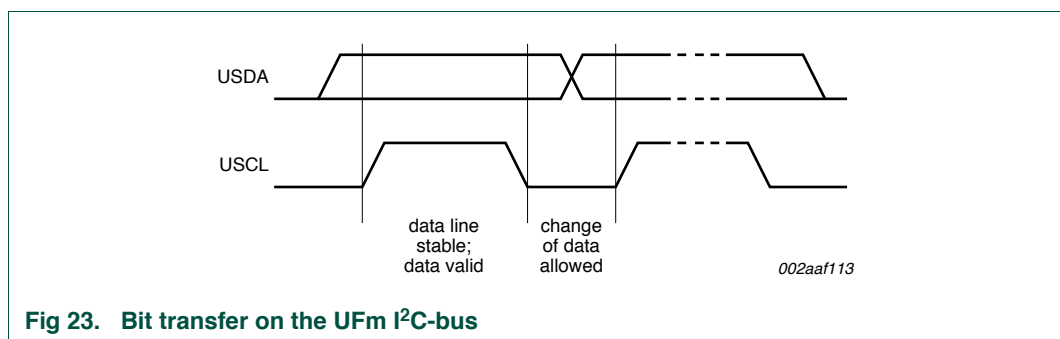 USDA
USCL
data line
stable;
data valid
change
of data
allowed
002aaf113
Fig 23. Bit transfer on the UFm I²C-bus